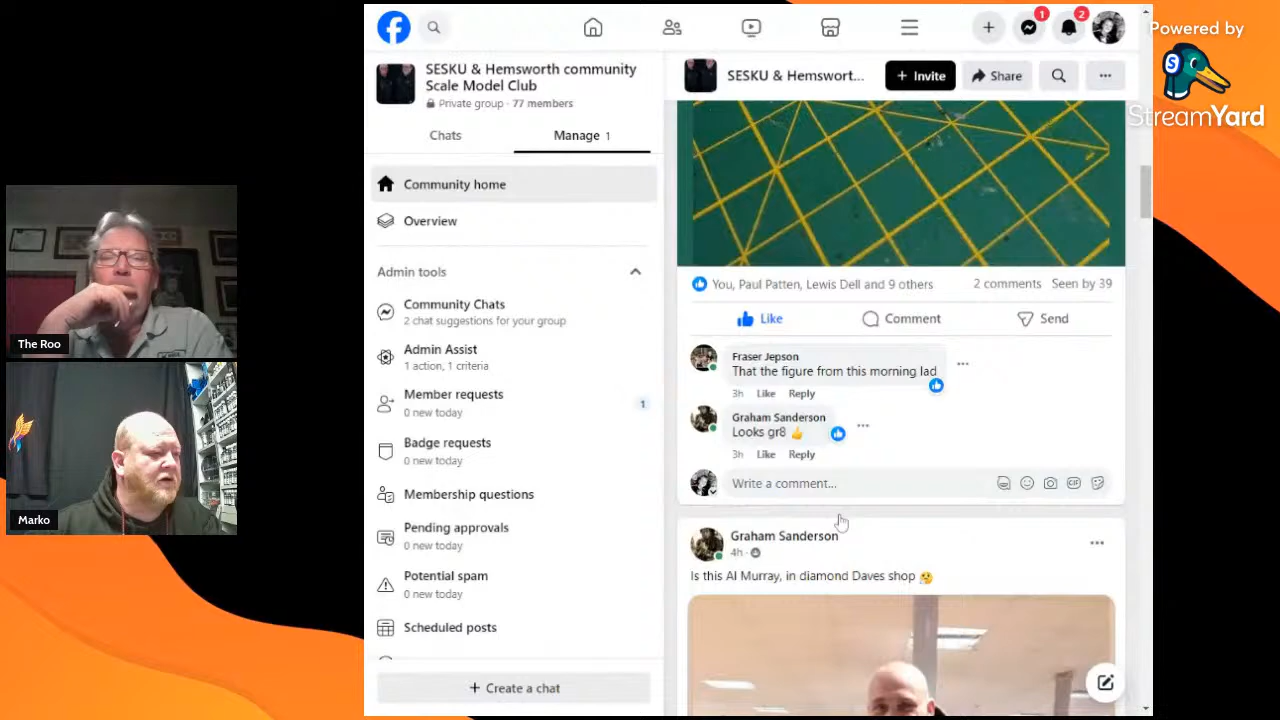 The Roo
Marko
Powered by
StreamYard
1
2
SESKU & Hemsworth community
Scale Model Club
Private group · 77 members
Chats
Manage 1
Community home
Overview
Admin tools
Community Chats
2 chat suggestions for your group
Admin Assist
1 action, 1 criteria
Member requests
0 new today
1
Badge requests
0 new today
Membership questions
Pending approvals
0 new today
Potential spam
0 new today
Scheduled posts
+ Create a chat
SESKU & Hemswort...
+ Invite
Share
You, Paul Patten, Lewis Dell and 9 others
2 comments Seen by 39
Like
Comment
Send
Fraser Jepson
That the figure from this morning lad
3h Like Reply
Graham Sanderson
Looks gr8 👍
3h Like Reply
Write a comment...
GIF
Graham Sanderson
4h ·
Is this Al Murray, in diamond Daves shop 🤔